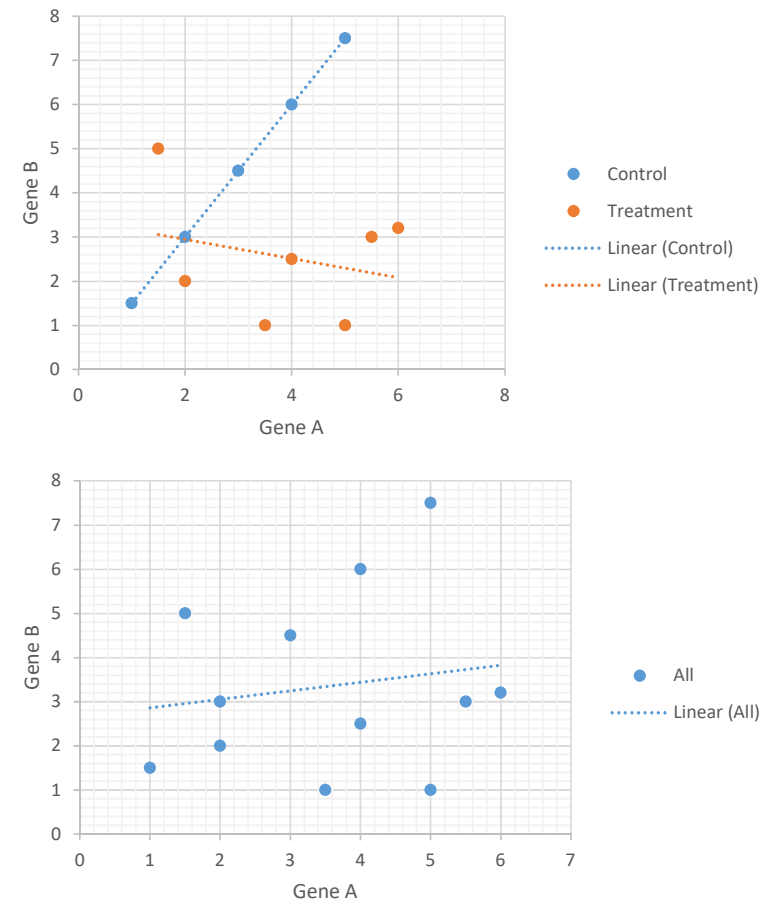 8
7
6
5
4
3
2
1
0
Gene B
0 2 4 6 8
Gene A
Control
Treatment
Linear (Control)
Linear (Treatment)
8
7
6
5
4
3
2
1
0
Gene B
0 1 2 3 4 5 6 7
Gene A
All
Linear (All)